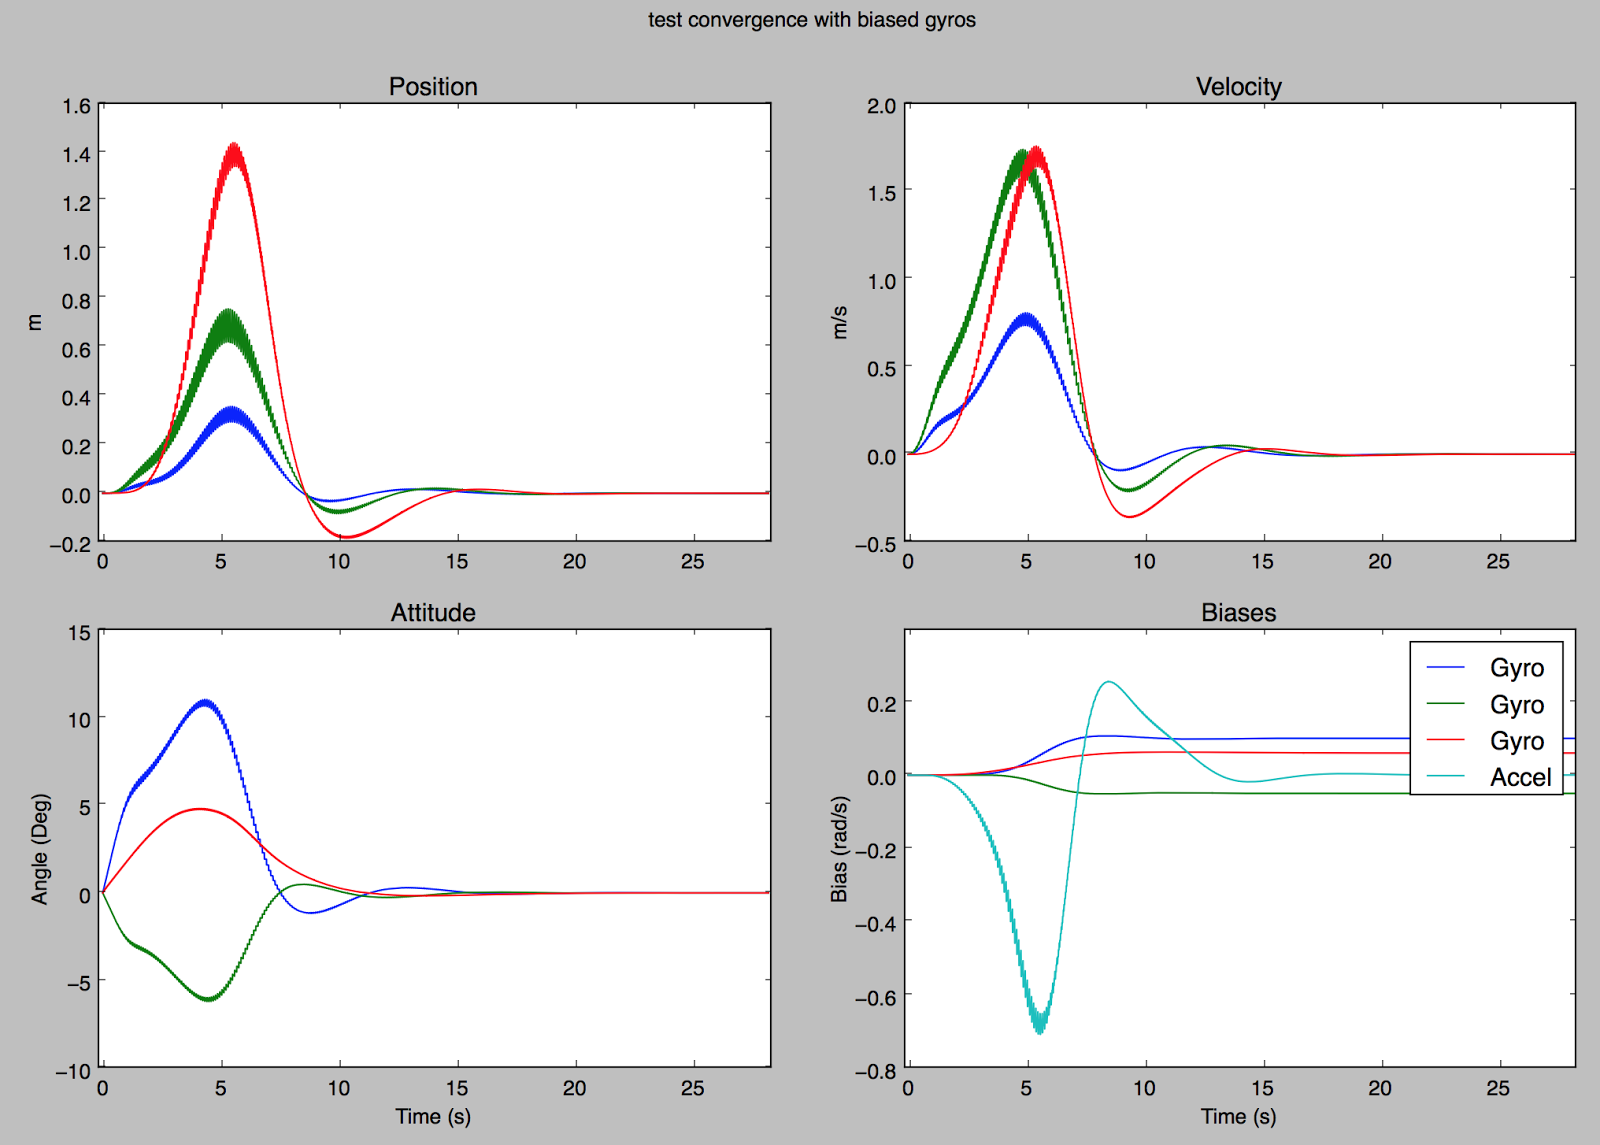 test convergence with biased gyros
Position
1.6
1.4
1.2
1.0
0.8
0.6
0.4
0.2
0.0
−0.2
m
0 5 10 15 20 25
Velocity
2.0
1.5
1.0
0.5
0.0
−0.5
m/s
0 5 10 15 20 25
Attitude
15
10
5
0
−5
−10
Angle (Deg)
0 5 10 15 20 25
Time (s)
Biases
0.2
0.0
−0.2
−0.4
−0.6
−0.8
Bias (rad/s)
Gyro
Gyro
Gyro
Accel
0 5 10 15 20 25
Time (s)